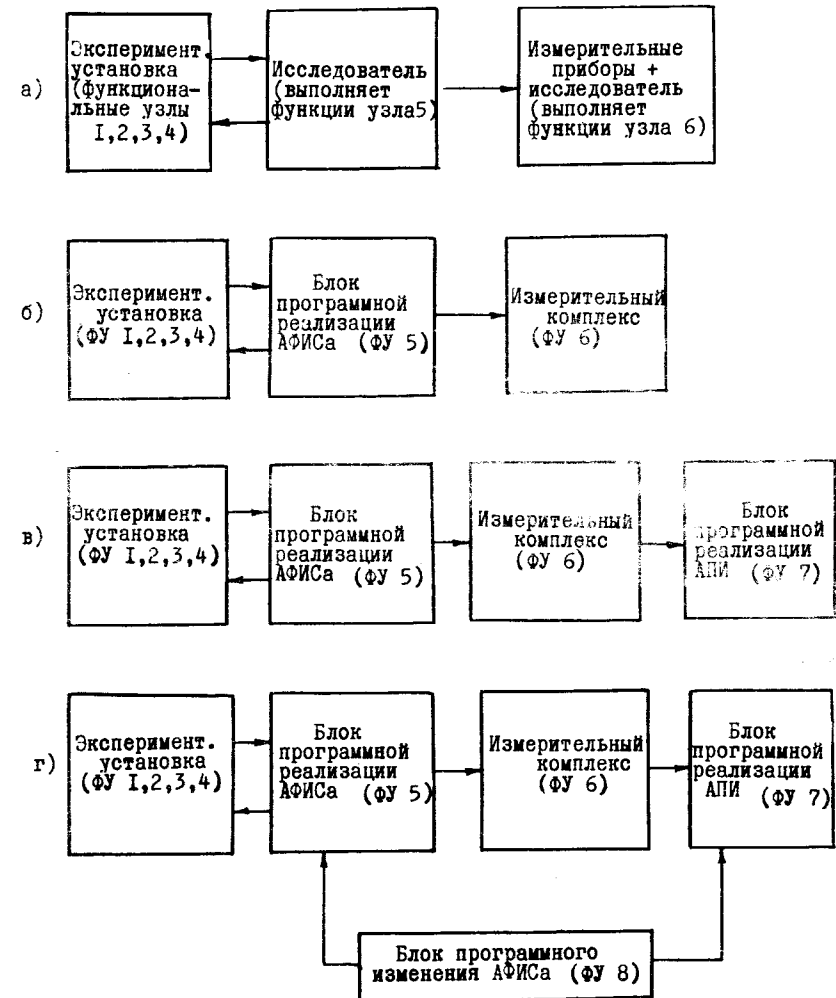 а)
Эксперимент.
установка
(функциона-
льные узлы
I,2,3,4)
Исследователь
(выполняет
функции узла5)
Измерительные
приборы +
исследователь
(выполняет
функции узла 6)
б)
Эксперимент.
установка
(ФУ I,2,3,4)
Блок
программной
реализации
АФИСа (ФУ 5)
Измерительный
комплекс
(ФУ 6)
в)
Эксперимент.
установка
(ФУ I,2,3,4)
Блок
программной
реализации
АФИСа (ФУ 5)
Измерительный
комплекс
(ФУ 6)
Блок
программной
реализации
АПИ (ФУ 7)
г)
Эксперимент.
установка
(ФУ I,2,3,4)
Блок
программной
реализации
АФИСа (ФУ 5)
Измерительный
комплекс
(ФУ 6)
Блок
программной
реализации
АПИ (ФУ 7)
Блок программного
изменения АФИСа (ФУ 8)